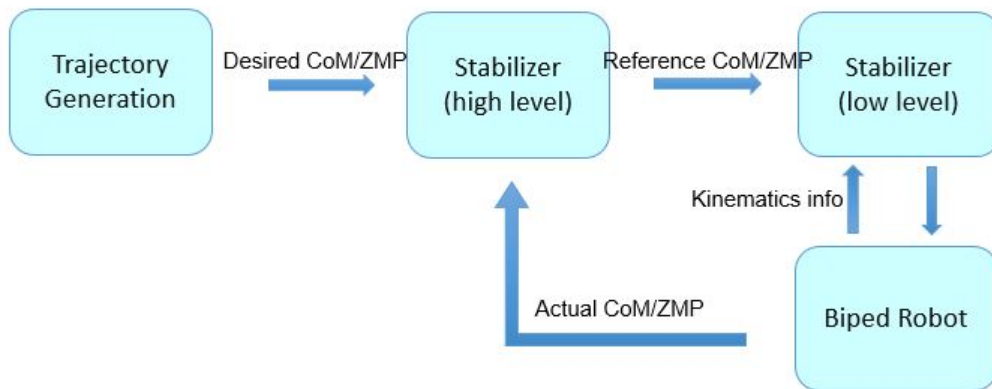 Trajectory
Generation
Desired CoM/ZMP
Stabilizer
(high level)
Reference CoM/ZMP
Stabilizer
(low level)
Kinematics info
Actual CoM/ZMP
Biped Robot